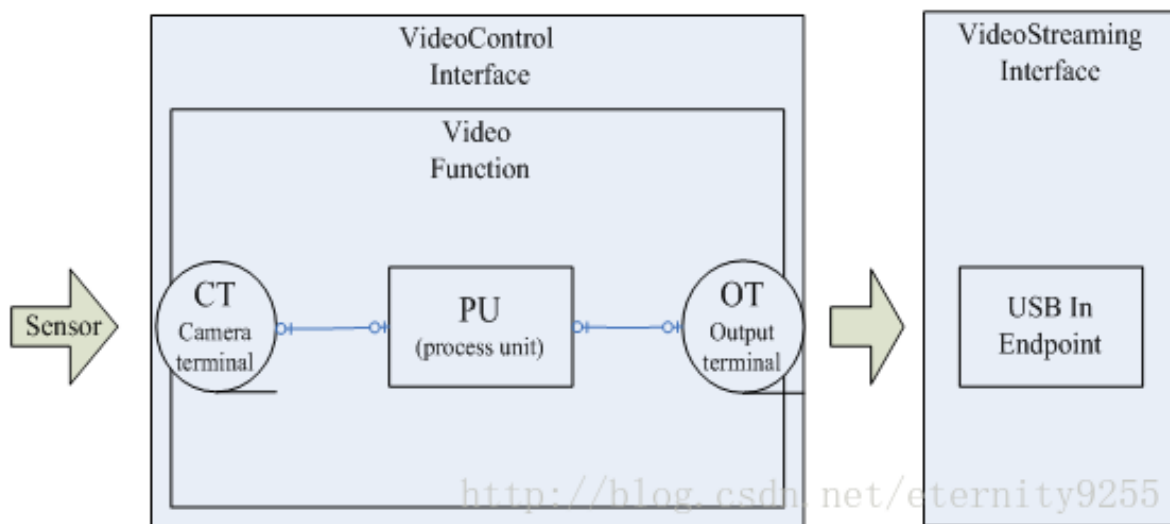 VideoControl
Interface
VideoStreaming
Interface
Video
Function
Sensor
CT
Camera
terminal
PU
(process unit)
OT
Output
terminal
USB In
Endpoint
http://blog.csdn.net/eternity9255